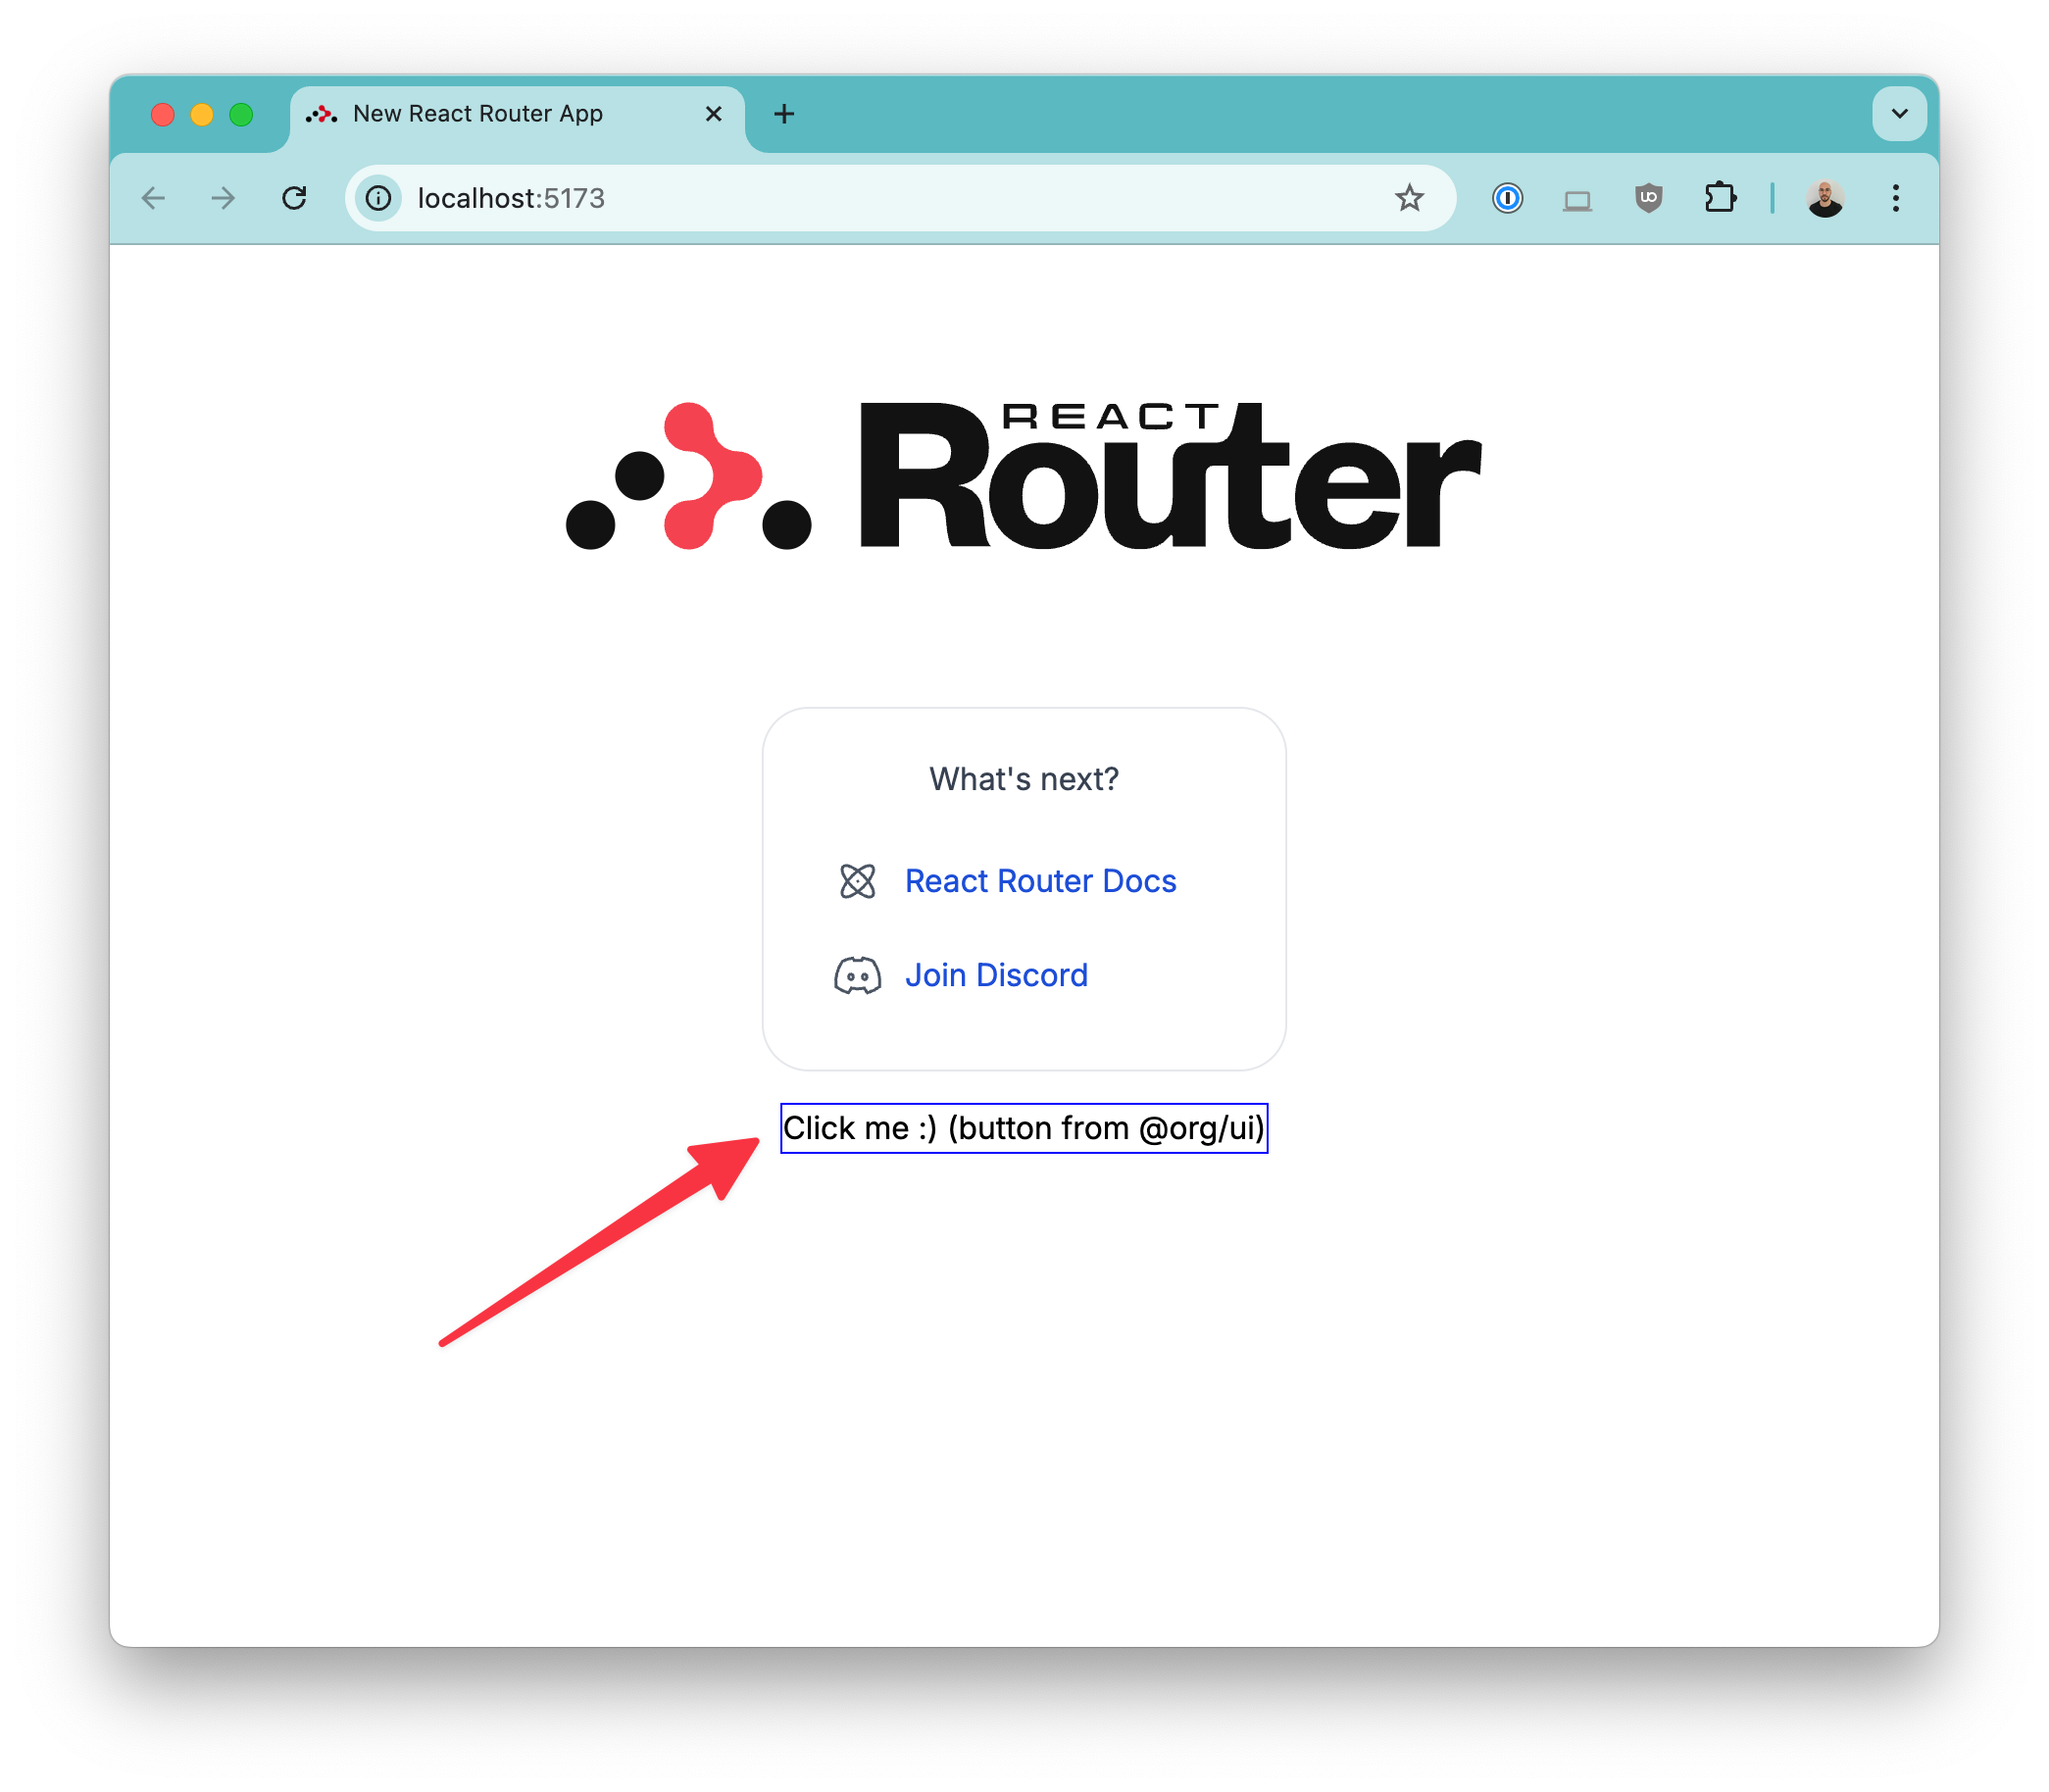 New React Router App
localhost:5173
REACT
Router
What's next?
React Router Docs
Join Discord
Click me :) (button from @org/ui)